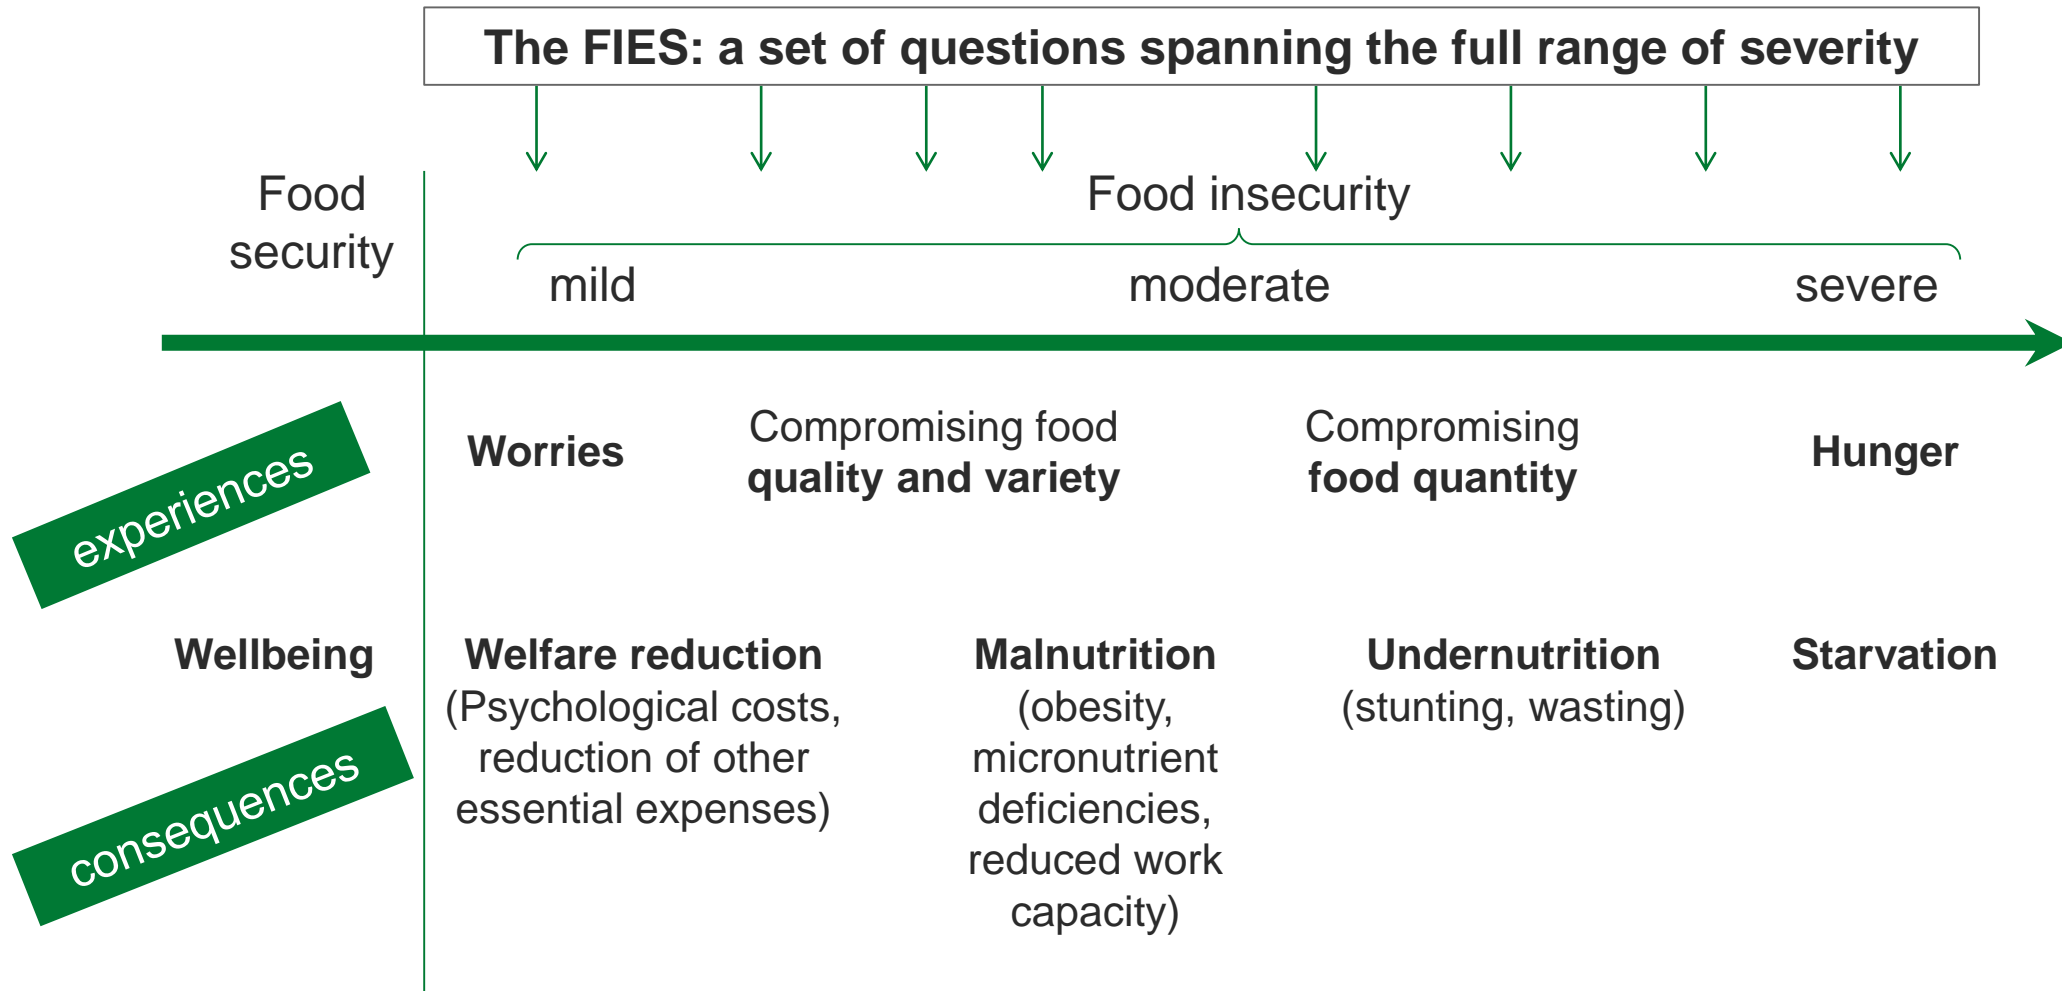 The FIES: a set of questions spanning the full range of severity
Food
security
Food insecurity
mild
moderate
severe
experiences
Worries
Compromising food
quality and variety
Compromising
food quantity
Hunger
consequences
Wellbeing
Welfare reduction
(Psychological costs,
reduction of other
essential expenses)
Malnutrition
(obesity,
micronutrient
deficiencies,
reduced work
capacity)
Undernutrition
(stunting, wasting)
Starvation